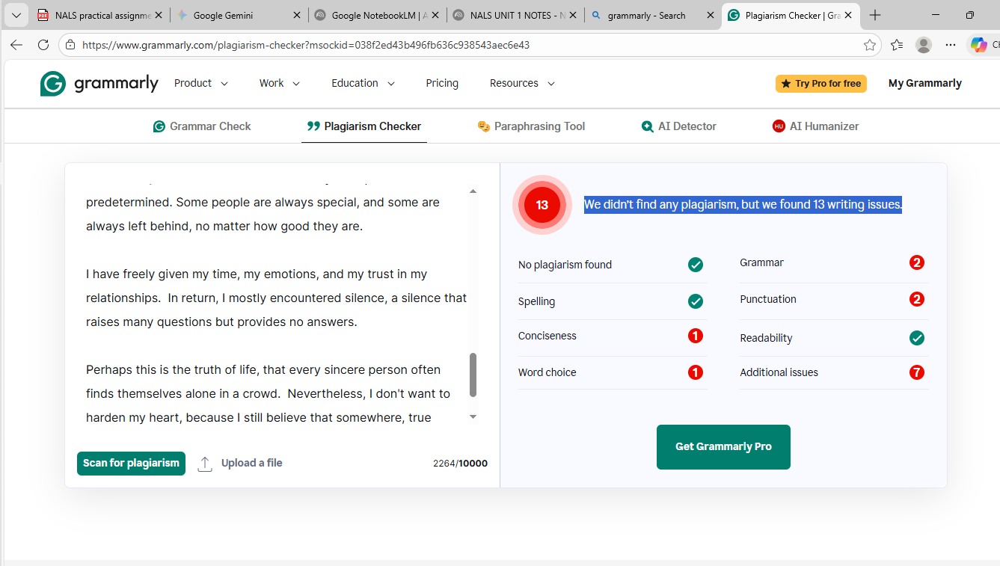 NALS practical assignme
Google Gemini
Google NotebookLM | A
NALS UNIT 1 NOTES - N
grammarly - Search
Plagiarism Checker | Gra
https://www.grammarly.com/plagiarism-checker?msockid=038f2ed43b496fb636c938543aec6e43
grammarly
Product
Work
Education
Pricing
Resources
Try Pro for free
My Grammarly
Grammar Check
Plagiarism Checker
Paraphrasing Tool
AI Detector
HU AI Humanizer
predetermined. Some people are always special, and some are
always left behind, no matter how good they are.
I have freely given my time, my emotions, and my trust in my
relationships.  In return, I mostly encountered silence, a silence that
raises many questions but provides no answers.
Perhaps this is the truth of life, that every sincere person often
finds themselves alone in a crowd.  Nevertheless, I don't want to
harden my heart, because I still believe that somewhere, true
Scan for plagiarism
Upload a file
2264/10000
13
We didn't find any plagiarism, but we found 13 writing issues.
No plagiarism found
Spelling
Conciseness 1
Word choice 1
Grammar 2
Punctuation 2
Readability
Additional issues 7
Get Grammarly Pro